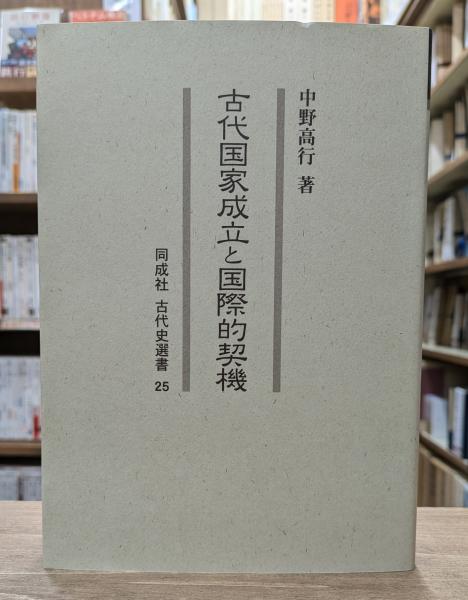 中野高行 著
古代国家成立と国際的契機
同成社 古代史選書 25